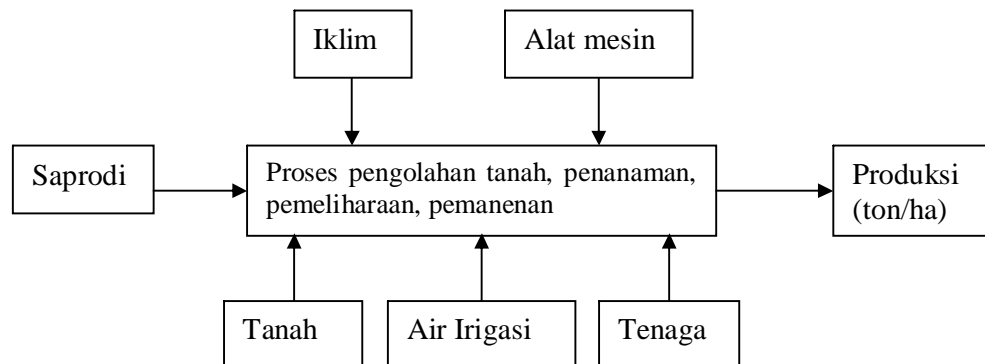 Iklim
Alat mesin
Saprodi
Proses pengolahan tanah, penanaman,
pemeliharaan, pemanenan
Produksi
(ton/ha)
Tanah
Air Irigasi
Tenaga